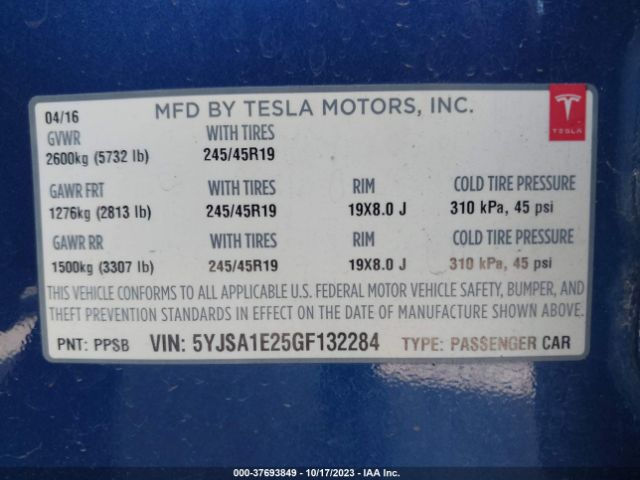 04/16 MFD BY TESLA MOTORS, INC.
TESLA
GVWR WITH TIRES
2600kg (5732 lb) 245/45R19
GAWR FRT WITH TIRES RIM COLD TIRE PRESSURE
1276kg (2813 lb) 245/45R19 19X8.0 J 310 kPa, 45 psi
GAWR RR WITH TIRES RIM COLD TIRE PRESSURE
1500kg (3307 lb) 245/45R19 19X8.0 J 310 kPa, 45 psi
THIS VEHICLE CONFORMS TO ALL APPLICABLE U.S. FEDERAL MOTOR VEHICLE SAFETY, BUMPER, AND
THEFT PREVENTION STANDARDS IN EFFECT ON THE DATE OF MANUFACTURE SHOWN ABOVE.
PNT: PPSB VIN: 5YJSA1E25GF132284 TYPE: PASSENGER CAR
000-37693849 - 10/17/2023 - IAA Inc.